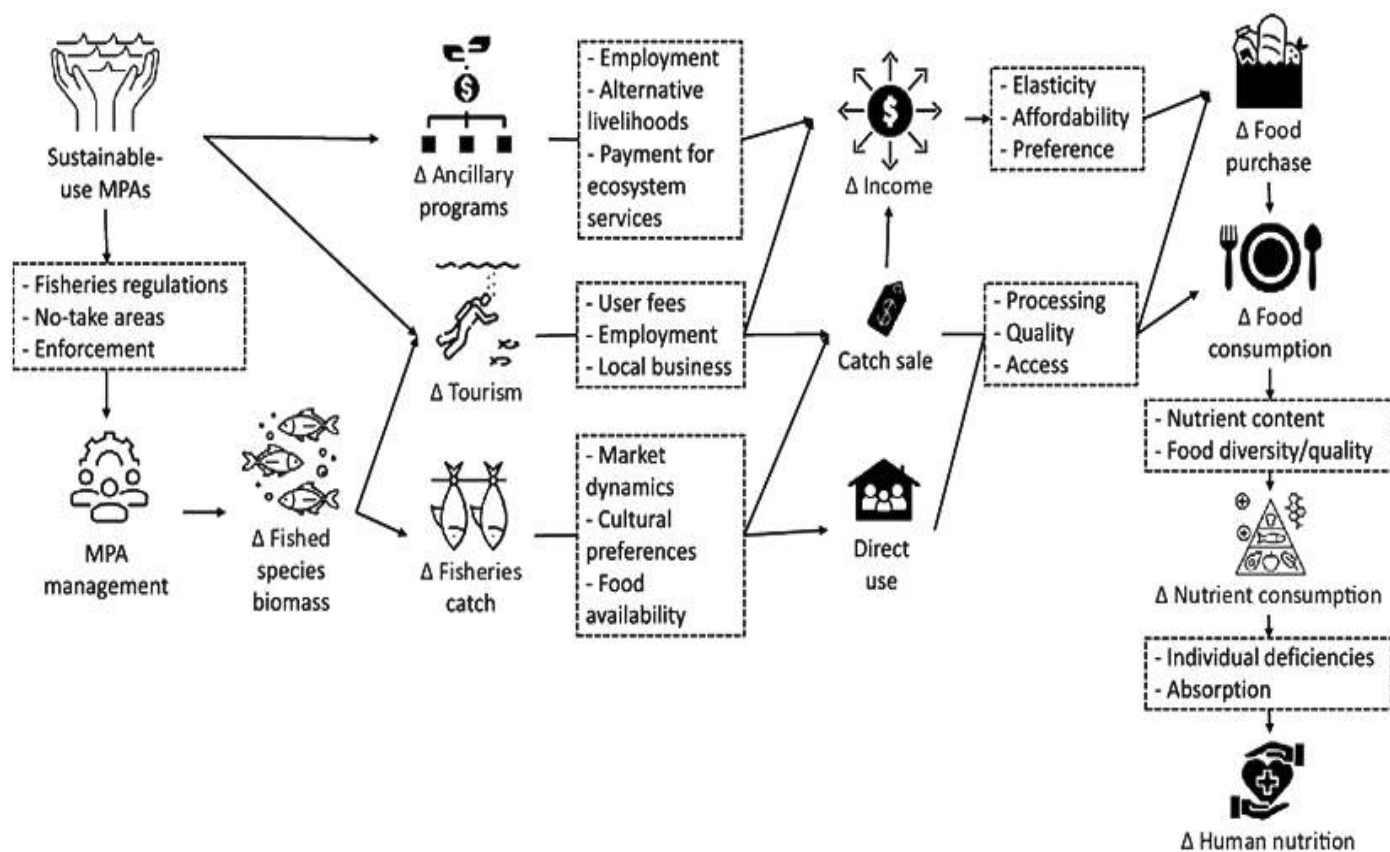 Sustainable-
use MPAs
- Fisheries regulations
- No-take areas
- Enforcement
MPA
management
Δ Fished
species
biomass
Δ Ancillary
programs
- Employment
- Alternative
livelihoods
- Payment for
ecosystem
services
Δ Tourism
- User fees
- Employment
- Local business
Δ Fisheries
catch
- Market
dynamics
- Cultural
preferences
- Food
availability
$
$
Δ Income
$
Catch sale
Direct
use
- Elasticity
- Affordability
- Preference
- Processing
- Quality
- Access
Δ Food
purchase
Δ Food
consumption
- Nutrient content
- Food diversity/quality
Δ Nutrient consumption
- Individual deficiencies
- Absorption
Δ Human nutrition